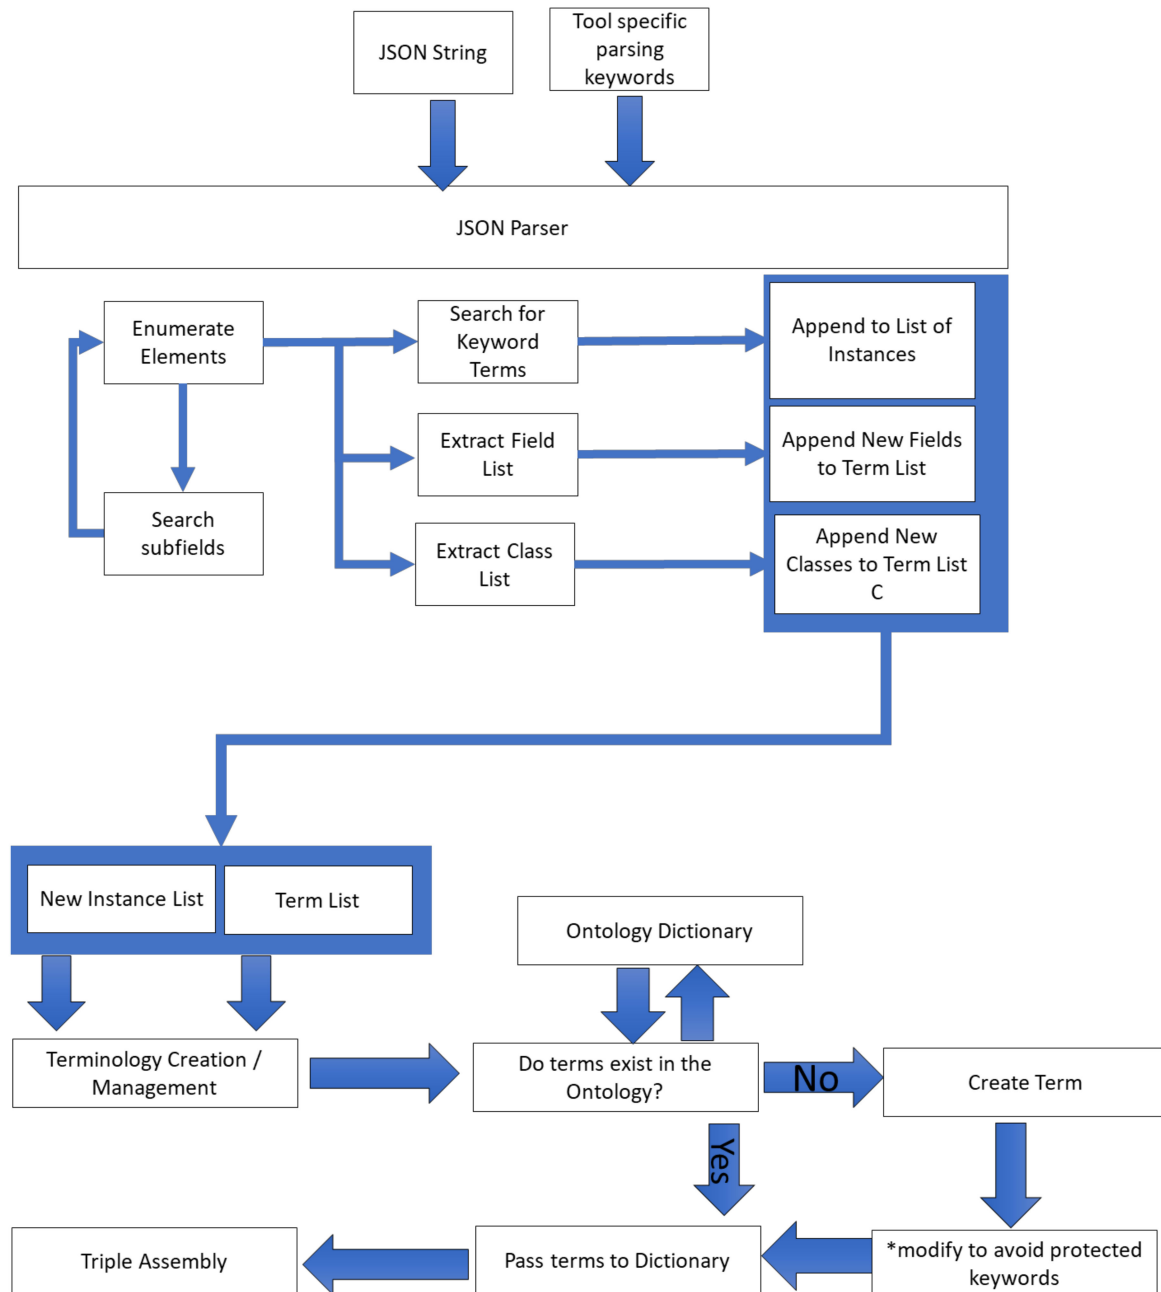 JSON String
Tool specific
parsing
keywords
JSON Parser
Enumerate
Elements
Search for
Keyword
Terms
Append to List of
Instances
Extract Field
List
Append New Fields
to Term List
Search
subfields
Extract Class
List
Append New
Classes to Term List
C
New Instance List
Term List
Ontology Dictionary
Terminology Creation /
Management
Do terms exist in the
Ontology?
No
Create Term
Yes
Triple Assembly
Pass terms to Dictionary
*modify to avoid protected
keywords